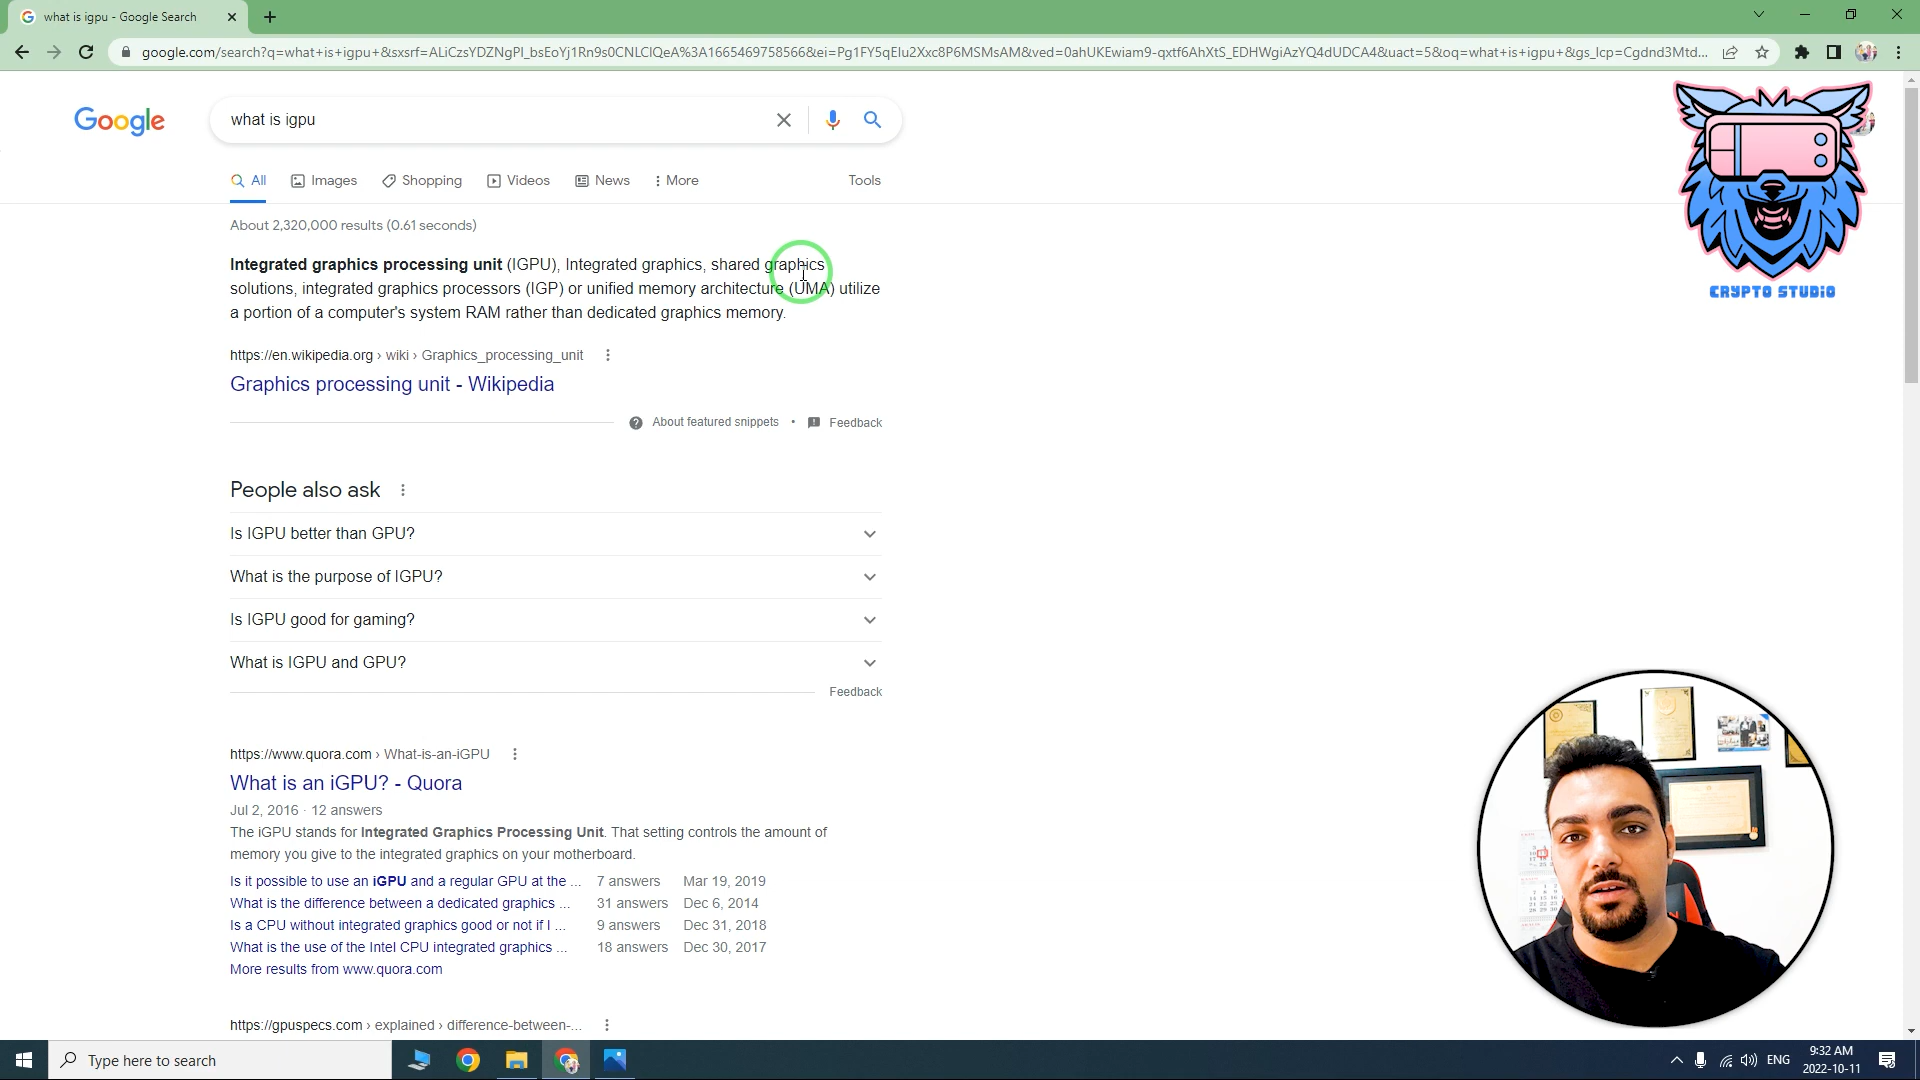 what is igpu - Google Search
google.com/search?q=what+is+igpu+&sxsrf=ALiCzsYDZNgPl_bsEoYj1Rn9s0CNLClQeA%3A1665469758566&ei=Pg1FY5qElu2Xxc8P6MSMsAM&ved=0ahUKEwiam9-qxtf6AhXtS_EDHWgiAzYQ4dUDCA4&uact=5&oq=what+is+igpu+&gs_lcp=Cgdnd3Mtd...
Google
what is igpu
All Images Shopping Videos News More Tools
About 2,320,000 results (0.61 seconds)
Integrated graphics processing unit (IGPU), Integrated graphics, shared graphics
solutions, integrated graphics processors (IGP) or unified memory architecture (UMA) utilize
a portion of a computer's system RAM rather than dedicated graphics memory.
https://en.wikipedia.org › wiki › Graphics_processing_unit
Graphics processing unit - Wikipedia
About featured snippets • Feedback
People also ask
Is IGPU better than GPU?
What is the purpose of IGPU?
Is IGPU good for gaming?
What is IGPU and GPU?
Feedback
https://www.quora.com › What-is-an-iGPU
What is an iGPU? - Quora
Jul 2, 2016 · 12 answers
The iGPU stands for Integrated Graphics Processing Unit. That setting controls the amount of
memory you give to the integrated graphics on your motherboard.
Is it possible to use an iGPU and a regular GPU at the ... 7 answers Mar 19, 2019
What is the difference between a dedicated graphics ... 31 answers Dec 6, 2014
Is a CPU without integrated graphics good or not if I ... 9 answers Dec 31, 2018
What is the use of the Intel CPU integrated graphics ... 18 answers Dec 30, 2017
More results from www.quora.com
https://gpuspecs.com › explained › difference-between-...
CRYPTO STUDIO
Type here to search
ENG
9:32 AM
2022-10-11